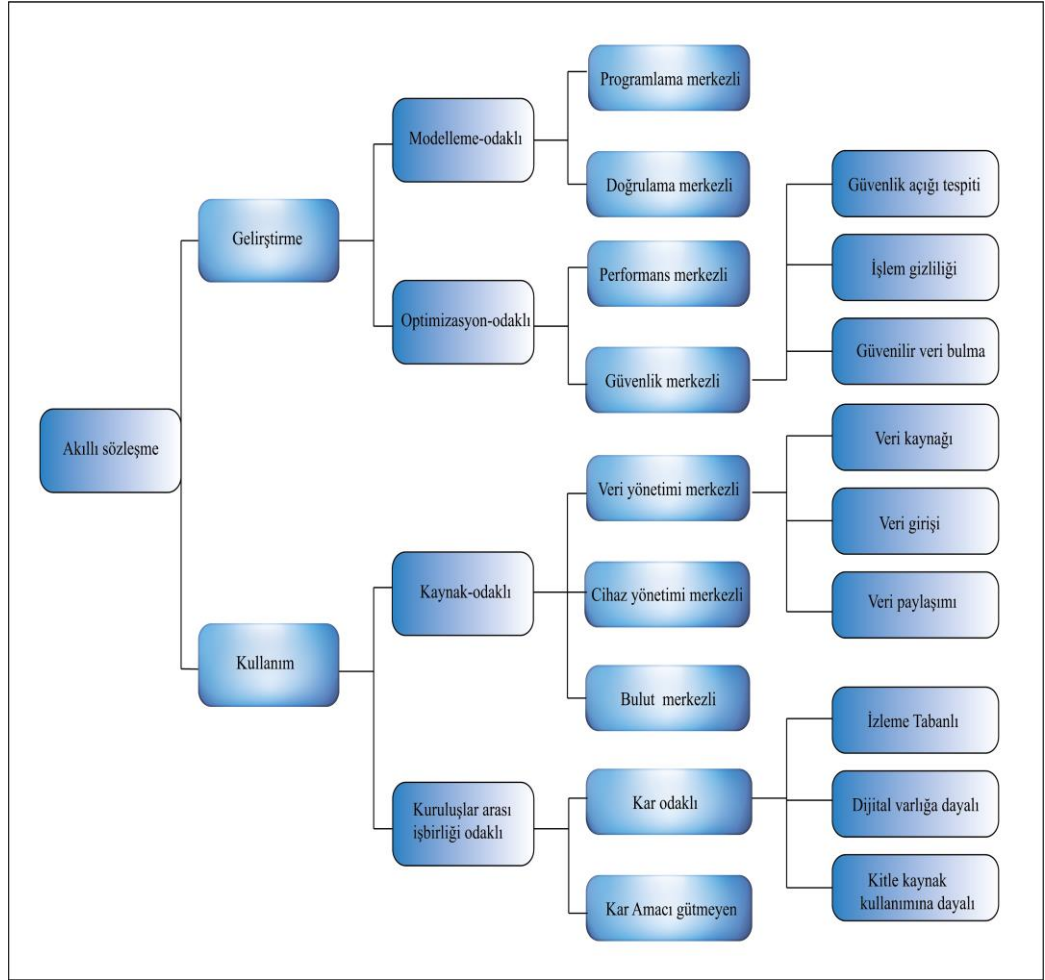 Akıllı sözleşme
Gelirştirme
Modelleme-odaklı
Programlama merkezli
Doğrulama merkezli
Optimizasyon-odaklı
Performans merkezli
Güvenlik merkezli
Güvenlik açığı tespiti
İşlem gizliliği
Güvenilir veri bulma
Kullanım
Kaynak-odaklı
Veri yönetimi merkezli
Veri kaynağı
Veri girişi
Veri paylaşımı
Cihaz yönetimi merkezli
Bulut merkezli
Kuruluşlar arası
işbirliği odaklı
Kar odaklı
İzleme Tabanlı
Dijital varlığa dayalı
Kitle kaynak
kullanımına dayalı
Kar Amacı gütmeyen